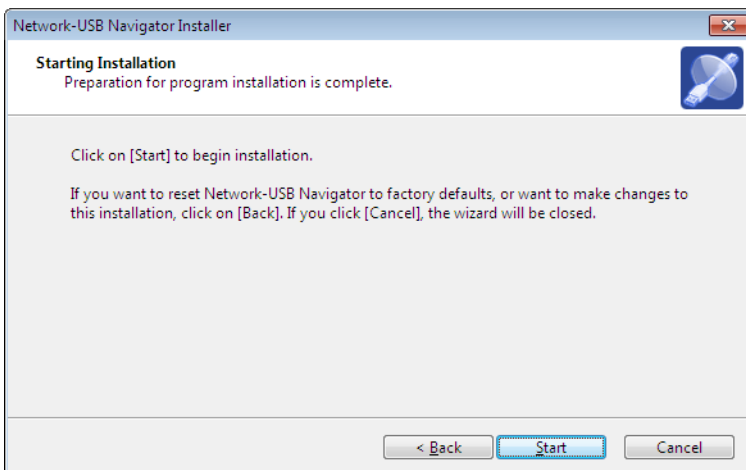 Network-USB Navigator Installer
Starting Installation
Preparation for program installation is complete.
Click on [Start] to begin installation.
If you want to reset Network-USB Navigator to factory defaults, or want to make changes to
this installation, click on [Back]. If you click [Cancel], the wizard will be closed.
< Back
Start
Cancel